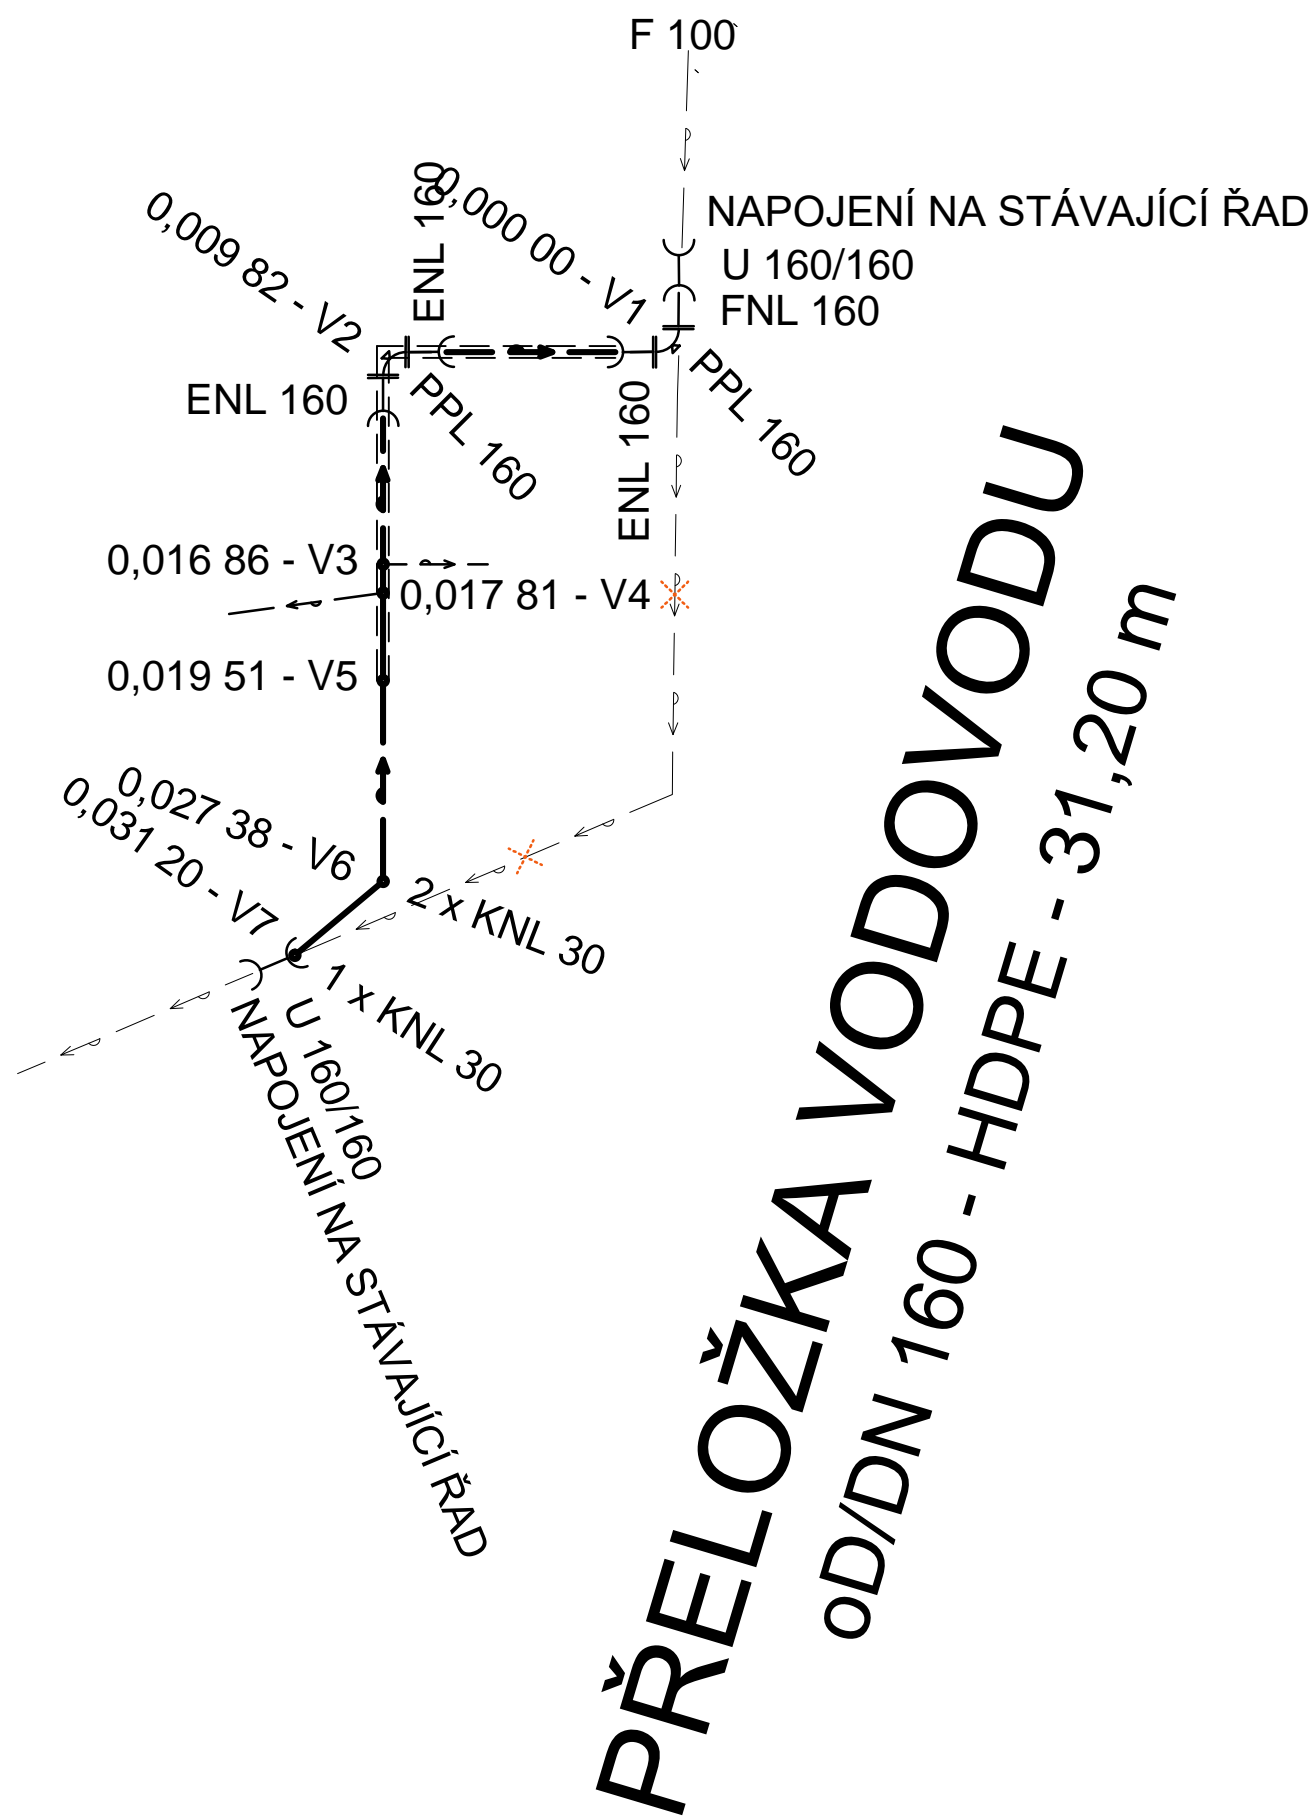 F 100
NAPOJENÍ NA STÁVAJÍCÍ ŘAD
U 160/160
FNL 160
0,000 00 - V1
ENL 160
0,009 82 - V2
PPL 160
ENL 160
ENL 160
PPL 160
0,016 86 - V3
0,017 81 - V4
0,019 51 - V5
0,027 38 - V6
0,031 20 - V7
2 x KNL 30
1 x KNL 30
U 160/160
NAPOJENÍ NA STÁVAJÍCÍ ŘAD
PŘELOŽKA VODOVODU
oD/DN 160 - HDPE - 31,20 m